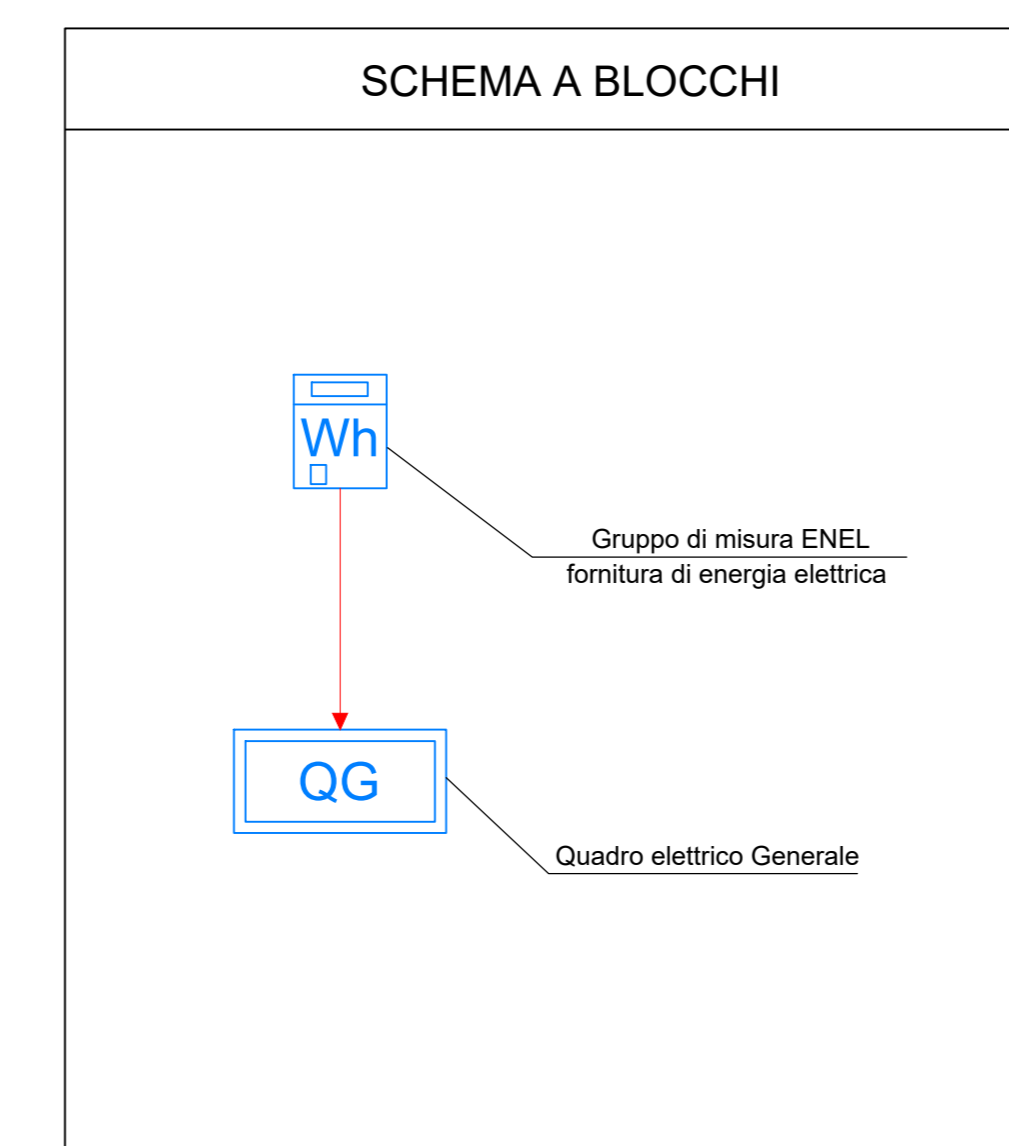 SCHEMA A BLOCCHI
Wh
Gruppo di misura ENEL
fornitura di energia elettrica
QG
Quadro elettrico Generale